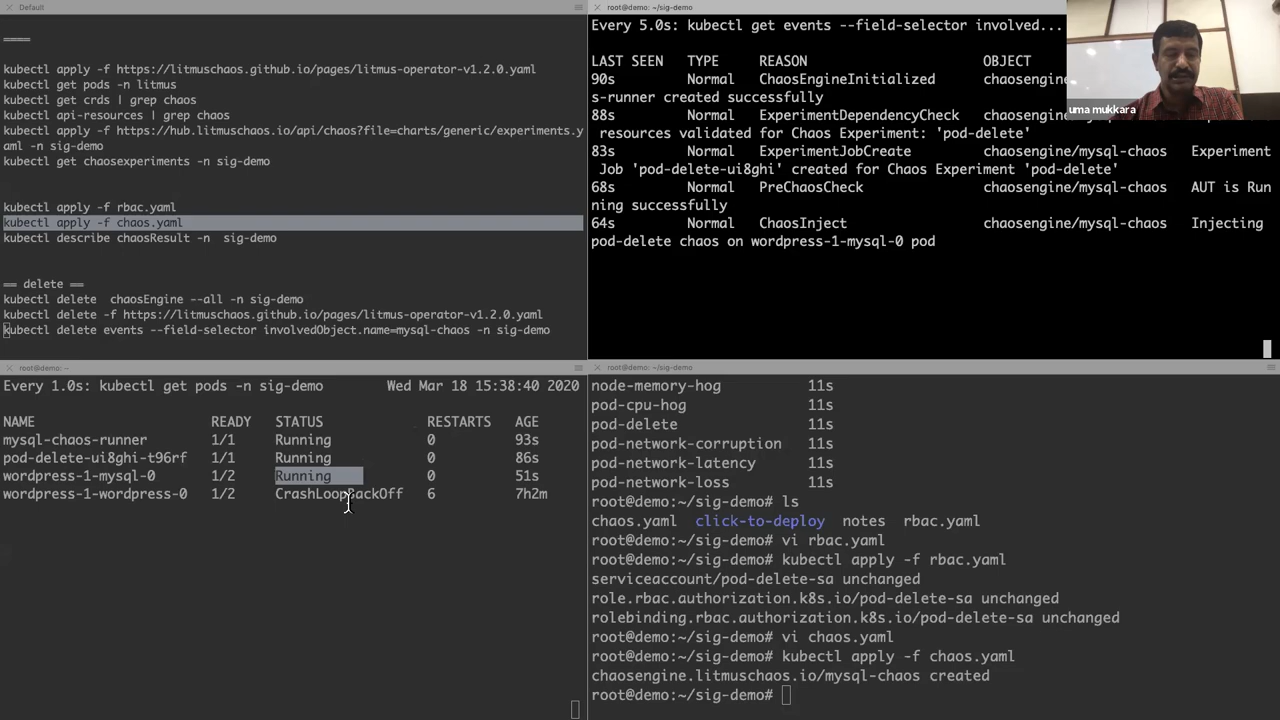 Default
====
kubectl apply -f https://litmuschaos.github.io/pages/litmus-operator-v1.2.0.yaml
kubectl get pods -n litmus
kubectl get crds | grep chaos
kubectl api-resources | grep chaos
kubectl apply -f https://hub.litmuschaos.io/api/chaos?file=charts/generic/experiments.y
aml -n sig-demo
kubectl get chaosexperiments -n sig-demo
kubectl apply -f rbac.yaml
kubectl apply -f chaos.yaml
kubectl describe chaosResult -n  sig-demo
== delete ==
kubectl delete  chaosEngine --all -n sig-demo
kubectl delete -f https://litmuschaos.github.io/pages/litmus-operator-v1.2.0.yaml
kubectl delete events --field-selector involvedObject.name=mysql-chaos -n sig-demo
root@demo: ~/sig-demo
Every 5.0s: kubectl get events --field-selector involved...
LAST SEEN   TYPE     REASON                      OBJECT
90s         Normal   ChaosEngineInitialized      chaosengine
s-runner created successfully
88s         Normal   ExperimentDependencyCheck   chaosengine
 resources validated for Chaos Experiment: 'pod-delete'
83s         Normal   ExperimentJobCreate         chaosengine/mysql-chaos   Experiment
 Job 'pod-delete-ui8ghi' created for Chaos Experiment 'pod-delete'
68s         Normal   PreChaosCheck               chaosengine/mysql-chaos   AUT is Run
ning successfully
64s         Normal   ChaosInject                 chaosengine/mysql-chaos   Injecting
pod-delete chaos on wordpress-1-mysql-0 pod
uma mukkara
root@demo: ~
Every 1.0s: kubectl get pods -n sig-demo        Wed Mar 18 15:38:40 2020
NAME                       READY   STATUS             RESTARTS   AGE
mysql-chaos-runner         1/1     Running            0          93s
pod-delete-ui8ghi-t96rf    1/1     Running            0          86s
wordpress-1-mysql-0        1/2     Running            0          51s
wordpress-1-wordpress-0    1/2     CrashLoopBackOff   6          7h2m
root@demo: ~/sig-demo
node-memory-hog          11s
pod-cpu-hog              11s
pod-delete               11s
pod-network-corruption   11s
pod-network-latency      11s
pod-network-loss         11s
root@demo:~/sig-demo# ls
chaos.yaml  click-to-deploy  notes  rbac.yaml
root@demo:~/sig-demo# vi rbac.yaml
root@demo:~/sig-demo# kubectl apply -f rbac.yaml
serviceaccount/pod-delete-sa unchanged
role.rbac.authorization.k8s.io/pod-delete-sa unchanged
rolebinding.rbac.authorization.k8s.io/pod-delete-sa unchanged
root@demo:~/sig-demo# vi chaos.yaml
root@demo:~/sig-demo# kubectl apply -f chaos.yaml
chaosengine.litmuschaos.io/mysql-chaos created
root@demo:~/sig-demo#